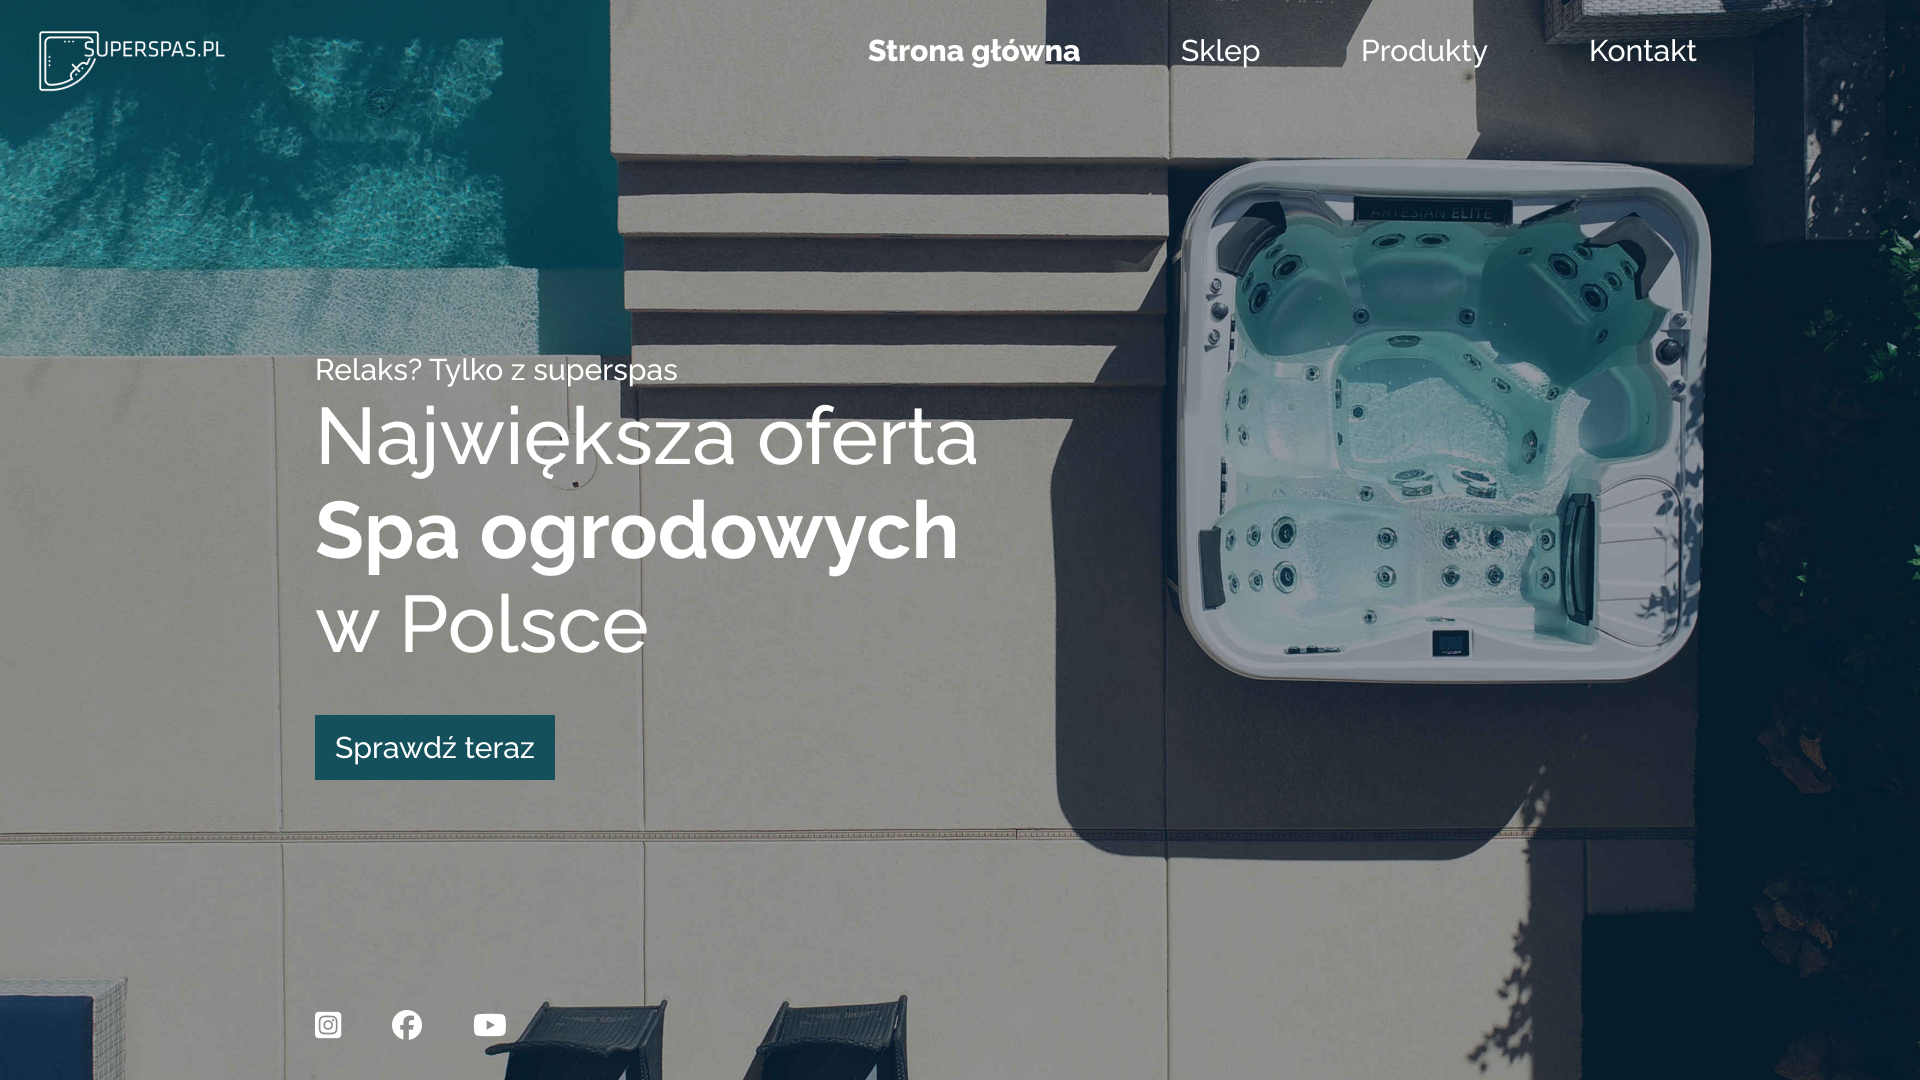 SUPERSPAS.PL
Strona główna
Sklep
Produkty
Kontakt
ARTESIAN ELITE
Relaks? Tylko z superspas
Największa oferta
Spa ogrodowych
w Polsce
Sprawdź teraz